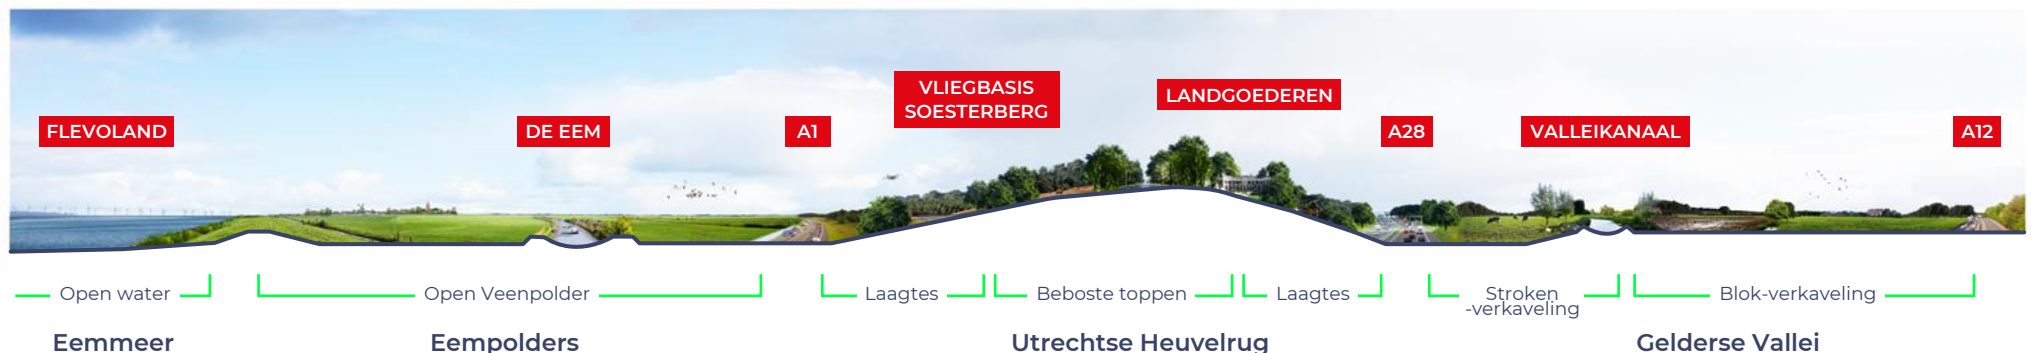 FLEVOLAND
DE EEM
A1
VLIEGBASIS
SOESTERBERG
LANDGOEDEREN
A28
VALLEIKANAAL
A12
Open water
Open Veenpolder
Laagtes
Beboste toppen
Laagtes
Stroken
-verkaveling
Blok-verkaveling
Eemmeer
Eempolders
Utrechtse Heuvelrug
Gelderse Vallei